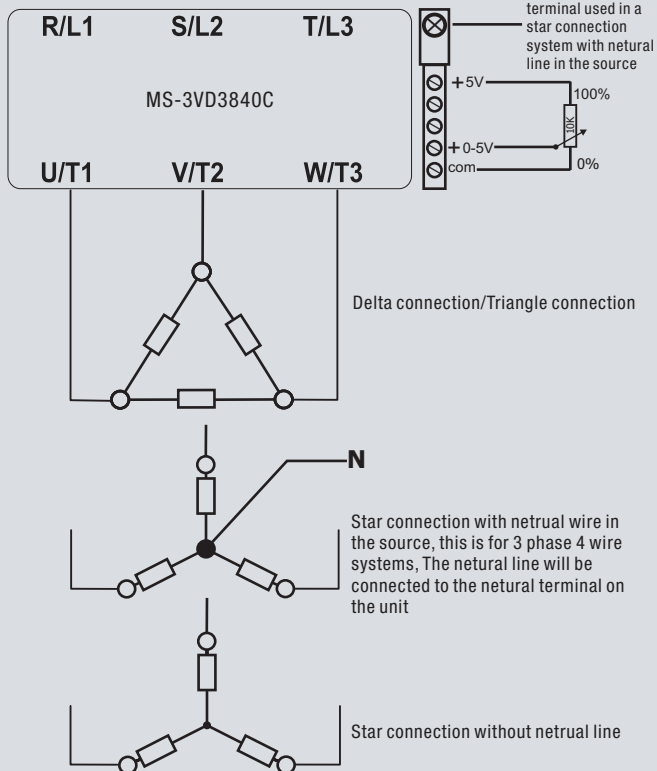 terminal used in a
star connection
system with netural
line in the source
R/L1 S/L2 T/L3
MS-3VD3840C
+5V
100%
10K
+0-5V
com
0%
U/T1 V/T2 W/T3
Delta connection/Triangle connection
N
Star connection with netrual wire in
the source, this is for 3 phase 4 wire
systems, The netural line will be
connected to the netural terminal on
the unit
Star connection without netrual line